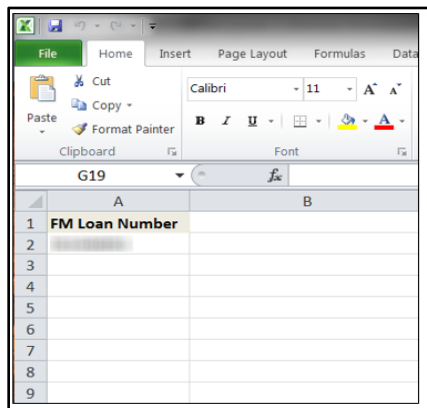 File Home Insert Page Layout Formulas Data
Cut
Calibri 11 A A
Copy
Paste
B I U A
Format Painter
Clipboard Font
G19 fx
A B
1 FM Loan Number
2
3
4
5
6
7
8
9